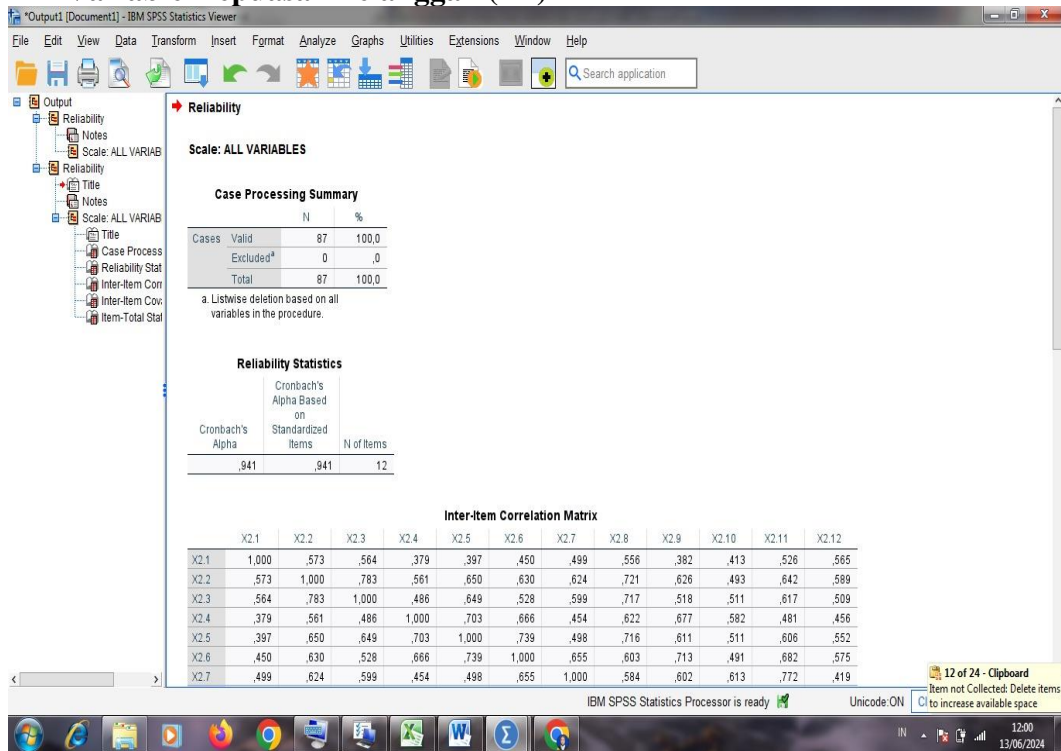 *Output1 [Document1] - IBM SPSS Statistics Viewer
File Edit View Data Transform Insert Format Analyze Graphs Utilities Extensions Window Help
Search application
Output
Reliability
Notes
Scale: ALL VARIAB
Reliability
Title
Notes
Scale: ALL VARIAB
Title
Case Process
Reliability Stat
Inter-Item Corr
Inter-Item Cov
Item-Total Stat
Reliability
Scale: ALL VARIABLES
Case Processing Summary
N %
Cases Valid 87 100,0
Excludedᵃ 0 ,0
Total 87 100,0
a. Listwise deletion based on all
variables in the procedure.
Reliability Statistics
Cronbach's
Alpha Based
on
Cronbach's Standardized
Alpha Items N of Items
,941 ,941 12
Inter-Item Correlation Matrix
X2.1 X2.2 X2.3 X2.4 X2.5 X2.6 X2.7 X2.8 X2.9 X2.10 X2.11 X2.12
X2.1 1,000 ,573 ,564 ,379 ,397 ,450 ,499 ,556 ,382 ,413 ,526 ,565
X2.2 ,573 1,000 ,783 ,561 ,650 ,630 ,624 ,721 ,626 ,493 ,642 ,589
X2.3 ,564 ,783 1,000 ,486 ,649 ,528 ,599 ,717 ,518 ,511 ,617 ,509
X2.4 ,379 ,561 ,486 1,000 ,703 ,666 ,454 ,622 ,677 ,582 ,481 ,456
X2.5 ,397 ,650 ,649 ,703 1,000 ,739 ,498 ,716 ,611 ,511 ,606 ,552
X2.6 ,450 ,630 ,528 ,666 ,739 1,000 ,655 ,603 ,713 ,491 ,682 ,575
X2.7 ,499 ,624 ,599 ,454 ,498 ,655 1,000 ,584 ,602 ,613 ,772 ,419
12 of 24 - Clipboard
Item not Collected: Delete items
to increase available space
IBM SPSS Statistics Processor is ready Unicode:ON
IN 12:00
13/06/2024